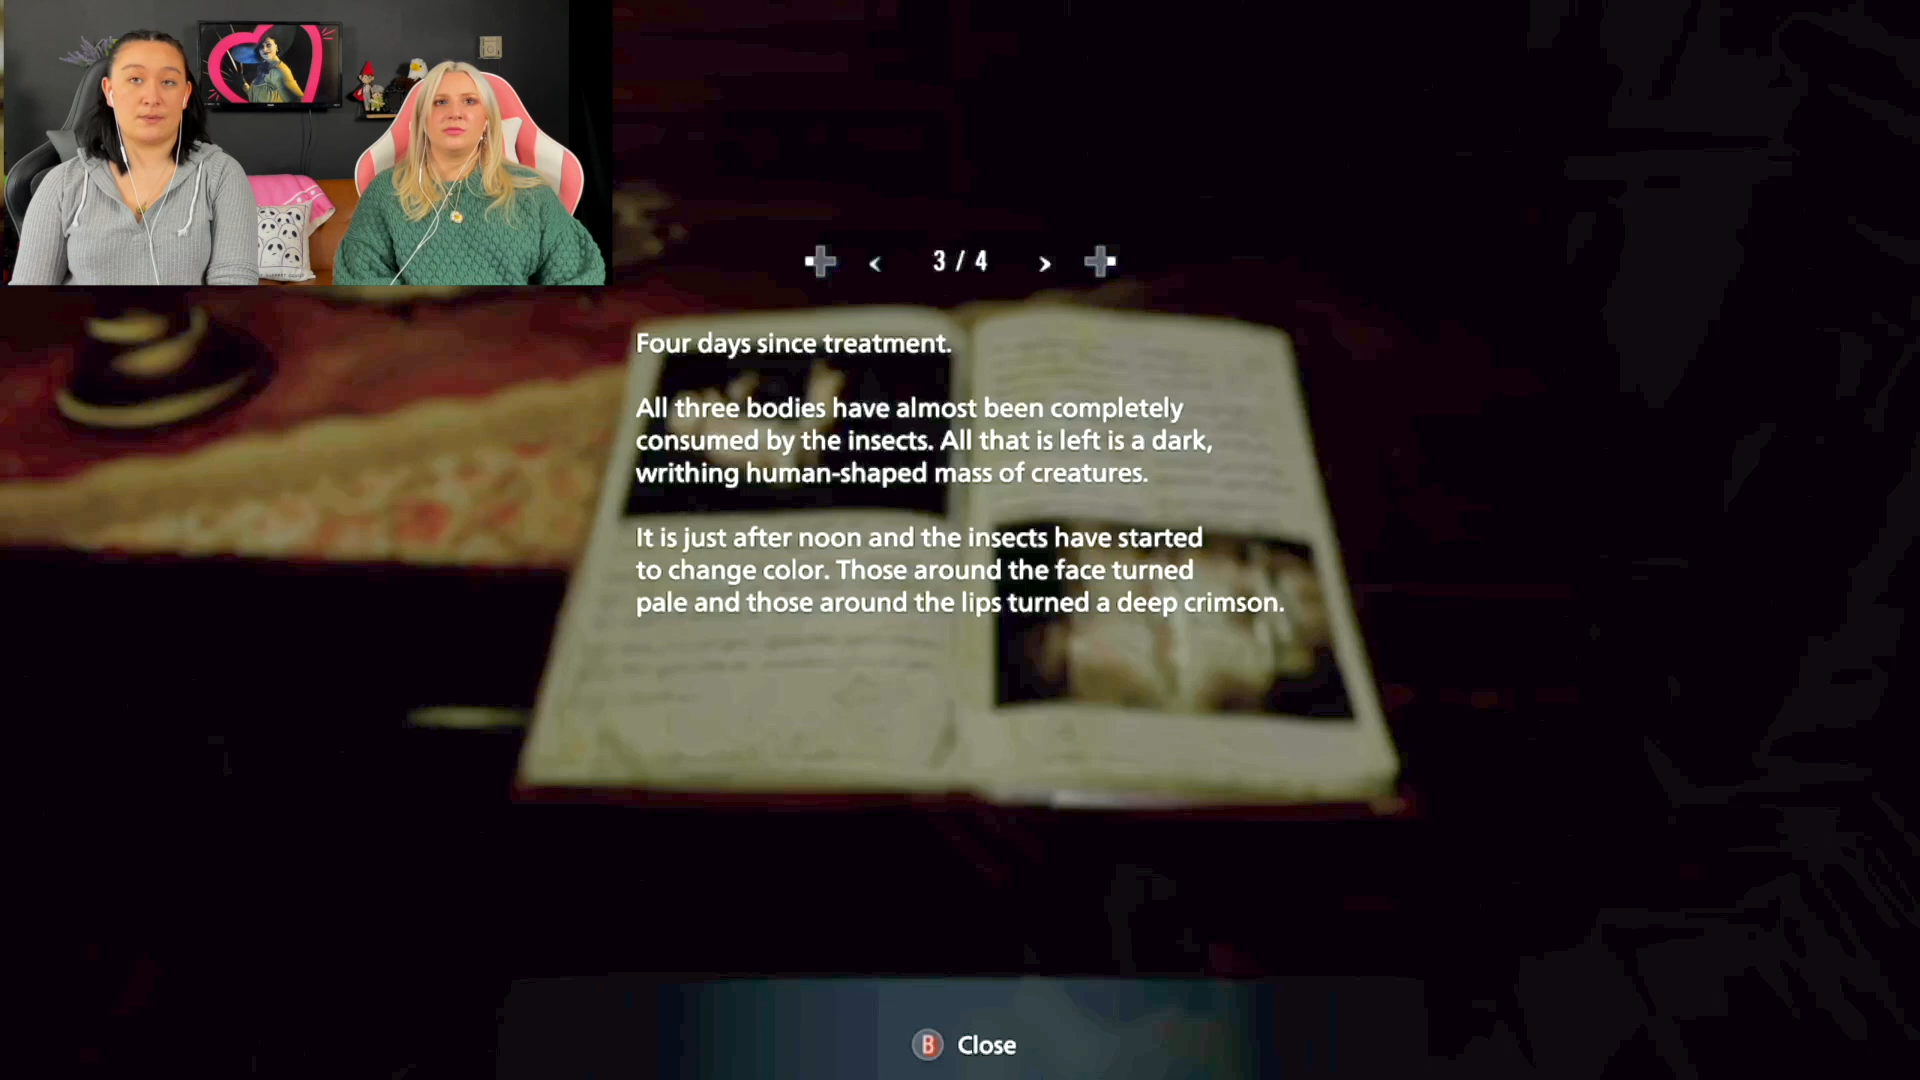 3 / 4
Four days since treatment.
All three bodies have almost been completely
consumed by the insects. All that is left is a dark,
writhing human-shaped mass of creatures.
It is just after noon and the insects have started
to change color. Those around the face turned
pale and those around the lips turned a deep crimson.
B Close